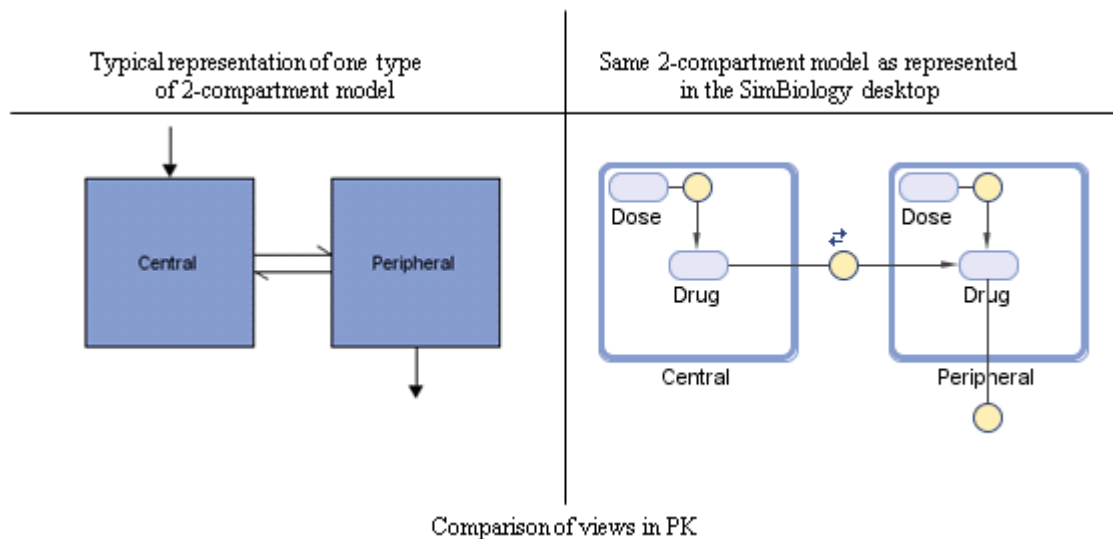 Typical representation of one type
of 2-compartment model
Same 2-compartment model as represented
in the SimBiology desktop
Central
Peripheral
Dose
Drug
Central
Dose
Drug
Peripheral
Comparison of views in PK